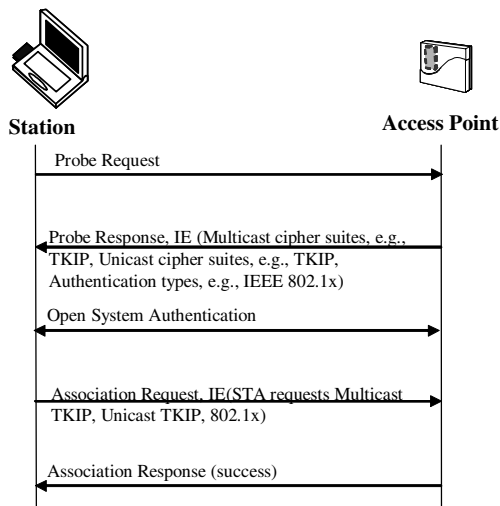 Station
Access Point
Probe Request
Probe Response, IE (Multicast cipher suites, e.g.,
TKIP, Unicast cipher suites, e.g., TKIP,
Authentication types, e.g., IEEE 802.1x)
Open System Authentication
Association Request, IE(STA requests Multicast
TKIP, Unicast TKIP, 802.1x)
Association Response (success)